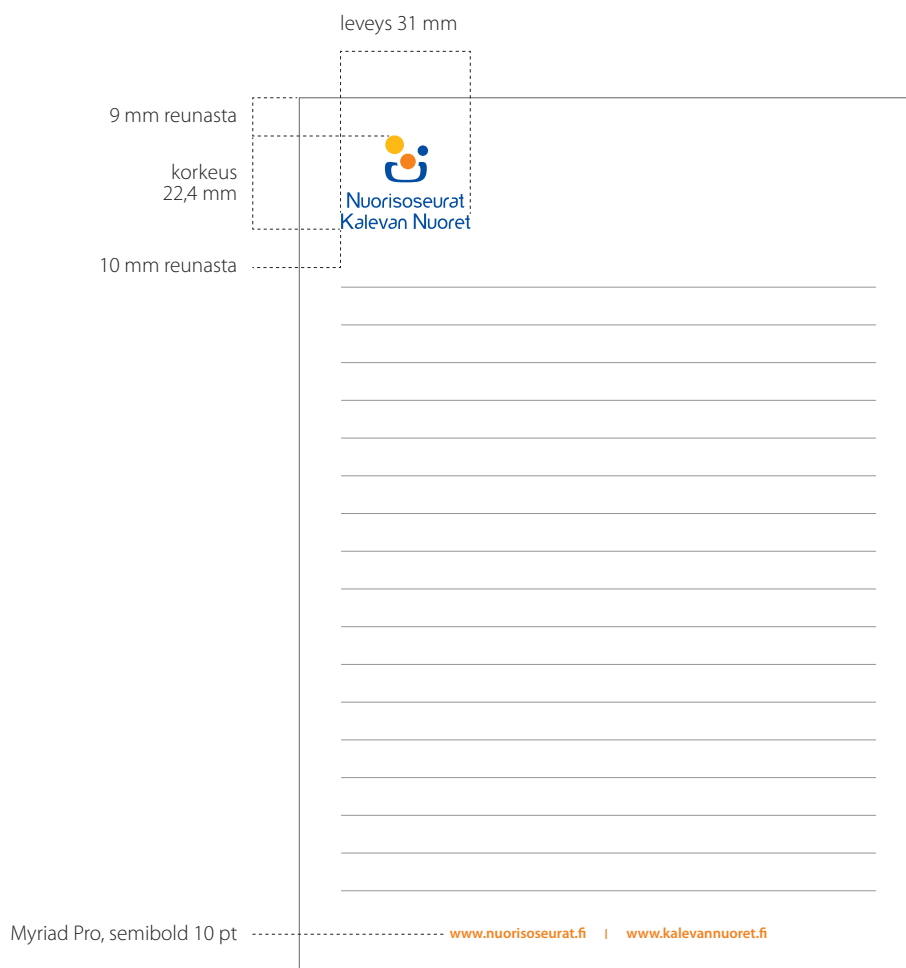 leveys 31 mm
9 mm reunasta
korkeus
22,4 mm
Nuorisoseurat
Kalevan Nuoret
10 mm reunasta
Myriad Pro, semibold 10 pt
www.nuorisoseurat.fi | www.kalevannuoret.fi